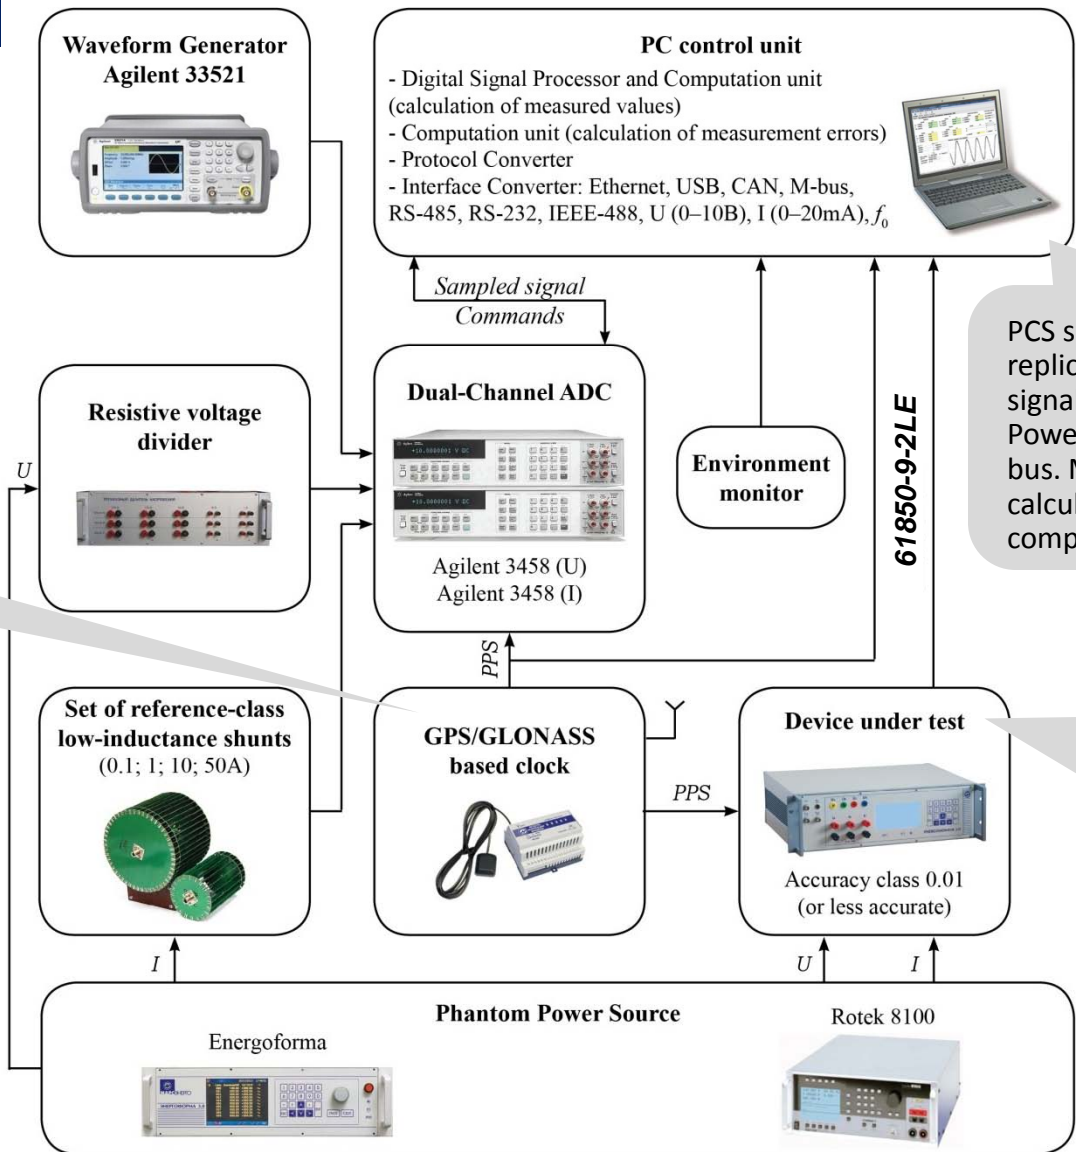 Waveform Generator
Agilent 33521
PC control unit
- Digital Signal Processor and Computation unit
(calculation of measured values)
- Computation unit (calculation of measurement errors)
- Protocol Converter
- Interface Converter: Ethernet, USB, CAN, M-bus,
RS-485, RS-232, IEEE-488, U (0–10B), I (0–20mA), f₀
Sampled signal
Commands
Resistive voltage
divider
U
Dual-Channel ADC
Agilent 3458 (U)
Agilent 3458 (I)
Environment
monitor
61850-9-2LE
PCS s
replic
signa
Powe
bus. M
calcul
comp
PPS
Set of reference-class
low-inductance shunts
(0.1; 1; 10; 50A)
GPS/GLONASS
based clock
PPS
Device under test
Accuracy class 0.01
(or less accurate)
I
U
I
Phantom Power Source
Energoforma
Rotek 8100